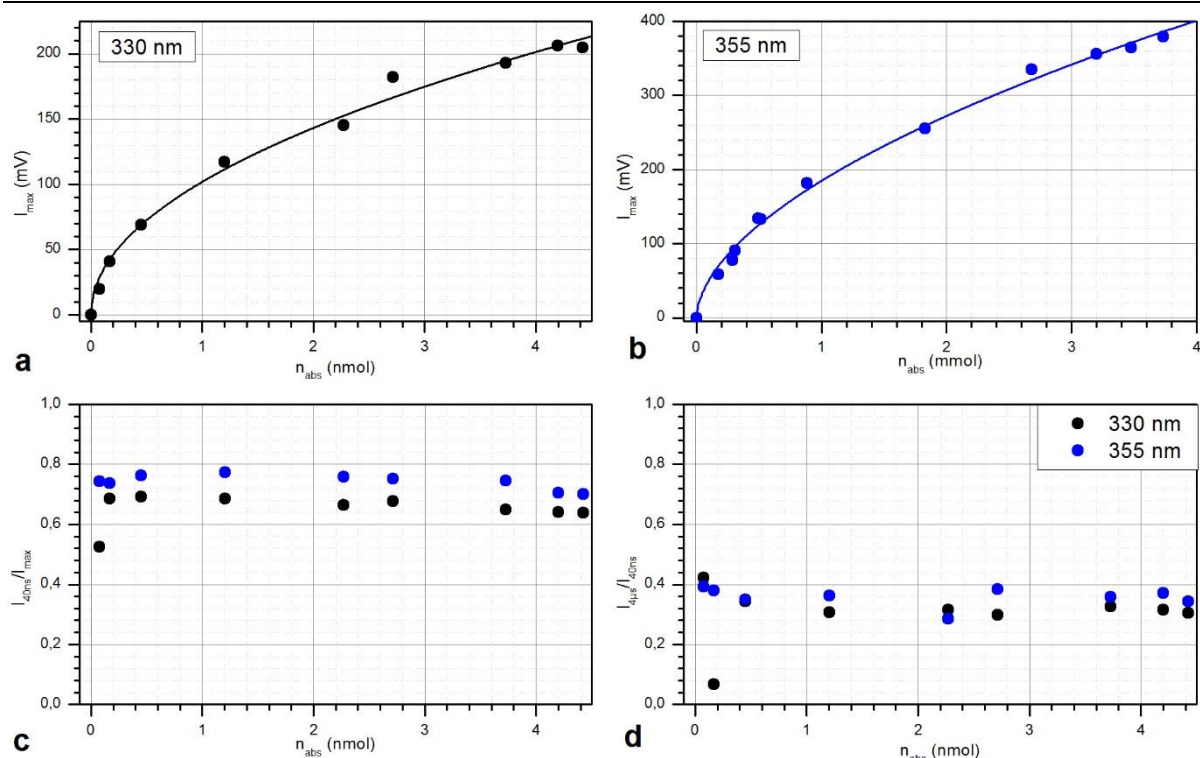 330 nm
200
150
100
50
0
I_max (mV)
0 1 2 3 4
n_abs (nmol)
a
355 nm
400
300
200
100
0
I_max (mV)
0 1 2 3 4
n_abs (mmol)
b
1,0
0,8
0,6
0,4
0,2
0,0
I_40ns/I_max
0 1 2 3 4
n_abs (nmol)
c
330 nm
355 nm
1,0
0,8
0,6
0,4
0,2
0,0
I_4µs/I_40ns
0 1 2 3 4
n_abs (nmol)
d